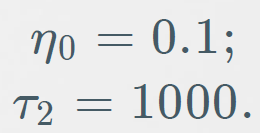 η₀ = 0.1;
τ₂ = 1000.